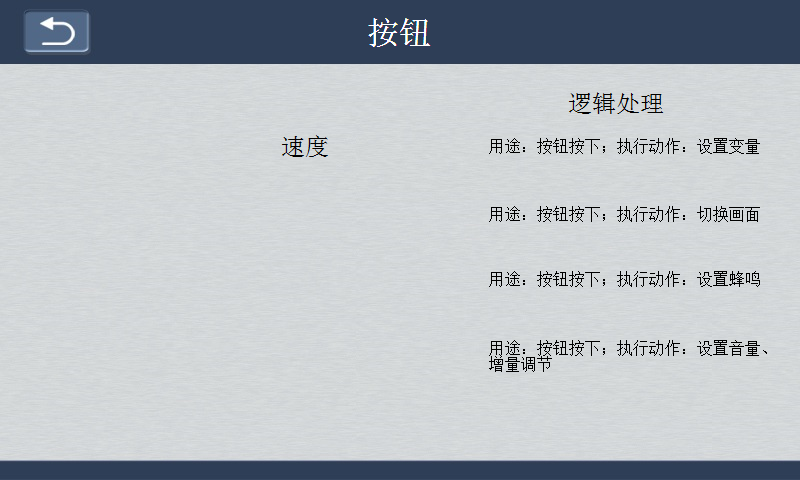 按钮
逻辑处理
速度
用途：按钮按下；执行动作：设置变量
用途：按钮按下；执行动作：切换画面
用途：按钮按下；执行动作：设置蜂鸣
用途：按钮按下；执行动作：设置音量、
增量调节